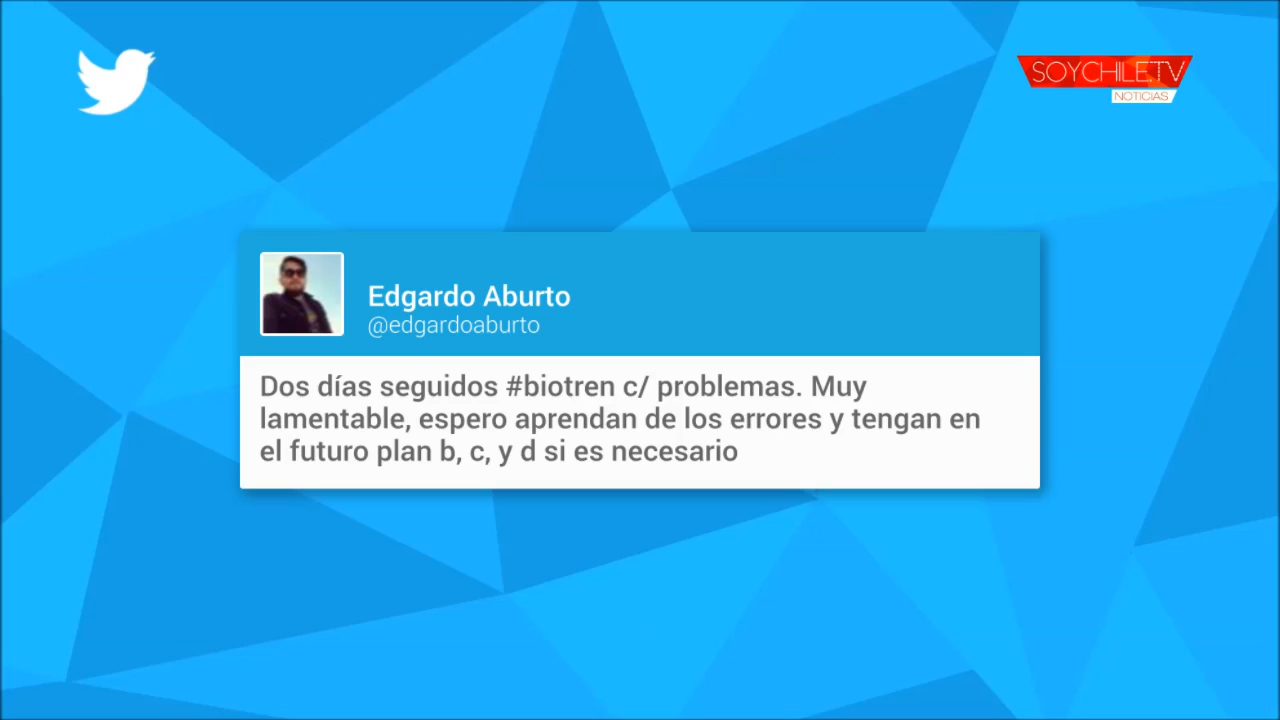 SOYCHILE.TV
NOTICIAS
Edgardo Aburto
@edgardoaburto
Dos días seguidos #biotren c/ problemas. Muy
lamentable, espero aprendan de los errores y tengan en
el futuro plan b, c, y d si es necesario